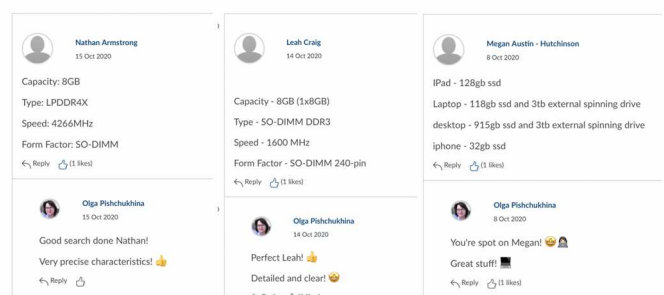 Nathan Armstrong
15 Oct 2020
Capacity: 8GB
Type: LPDDR4X
Speed: 4266MHz
Form Factor: SO-DIMM
Reply (1 likes)
Olga Pishchukhina
15 Oct 2020
Good search done Nathan!
Very precise characteristics! 👍
Reply
Leah Craig
14 Oct 2020
Capacity - 8GB (1x8GB)
Type - SO-DIMM DDR3
Speed - 1600 MHz
Form Factor - SO-DIMM 240-pin
Reply (1 likes)
Olga Pishchukhina
14 Oct 2020
Perfect Leah! 👍
Detailed and clear! 🤩
Megan Austin - Hutchinson
8 Oct 2020
IPad - 128gb ssd
Laptop - 118gb ssd and 3tb external spinning drive
desktop - 915gb ssd and 3tb external spinning drive
iphone - 32gb ssd
Reply (1 likes)
Olga Pishchukhina
8 Oct 2020
You're spot on Megan! 🤩👩‍💻
Great stuff! 💻
Reply (1 likes)